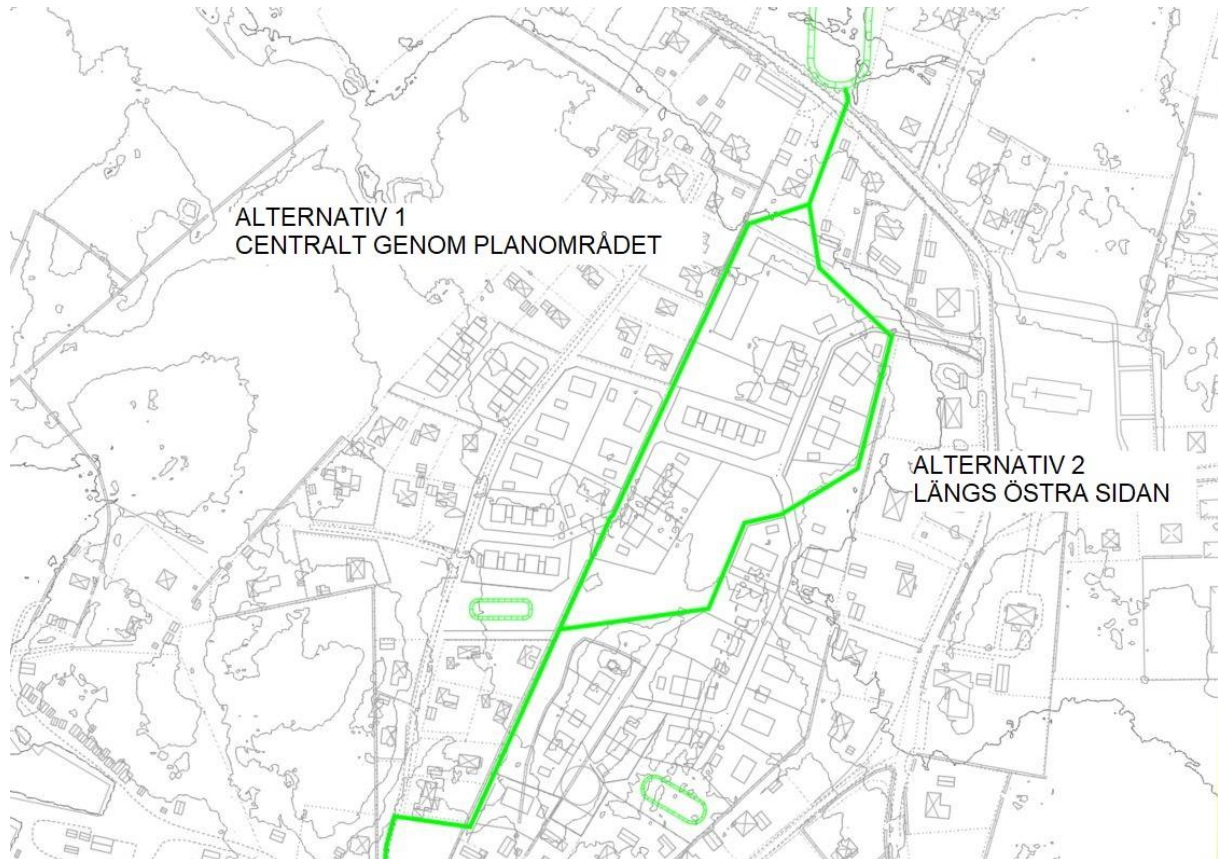 ALTERNATIV 1
CENTRALT GENOM PLANOMRÅDET
ALTERNATIV 2
LÄNGS ÖSTRA SIDAN